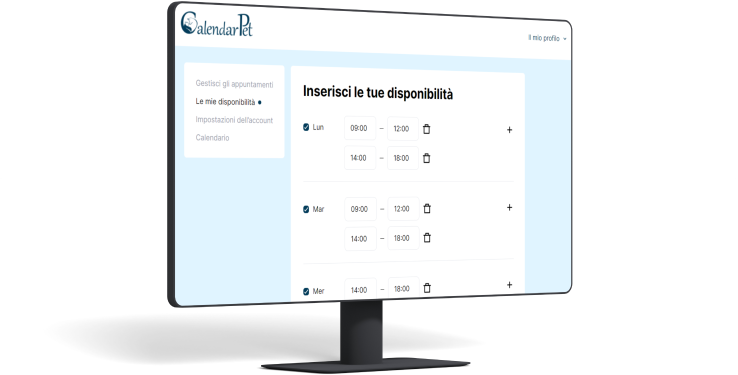 CalendarPet
Il mio profilo
Gestisci gli appuntamenti
Le mie disponibilità
Impostazioni dell'account
Calendario
Inserisci le tue disponibilità
Lun 09:00 – 12:00 +
14:00 – 18:00
Mar 09:00 – 12:00 +
14:00 – 18:00
Mer 14:00 – 18:00 +